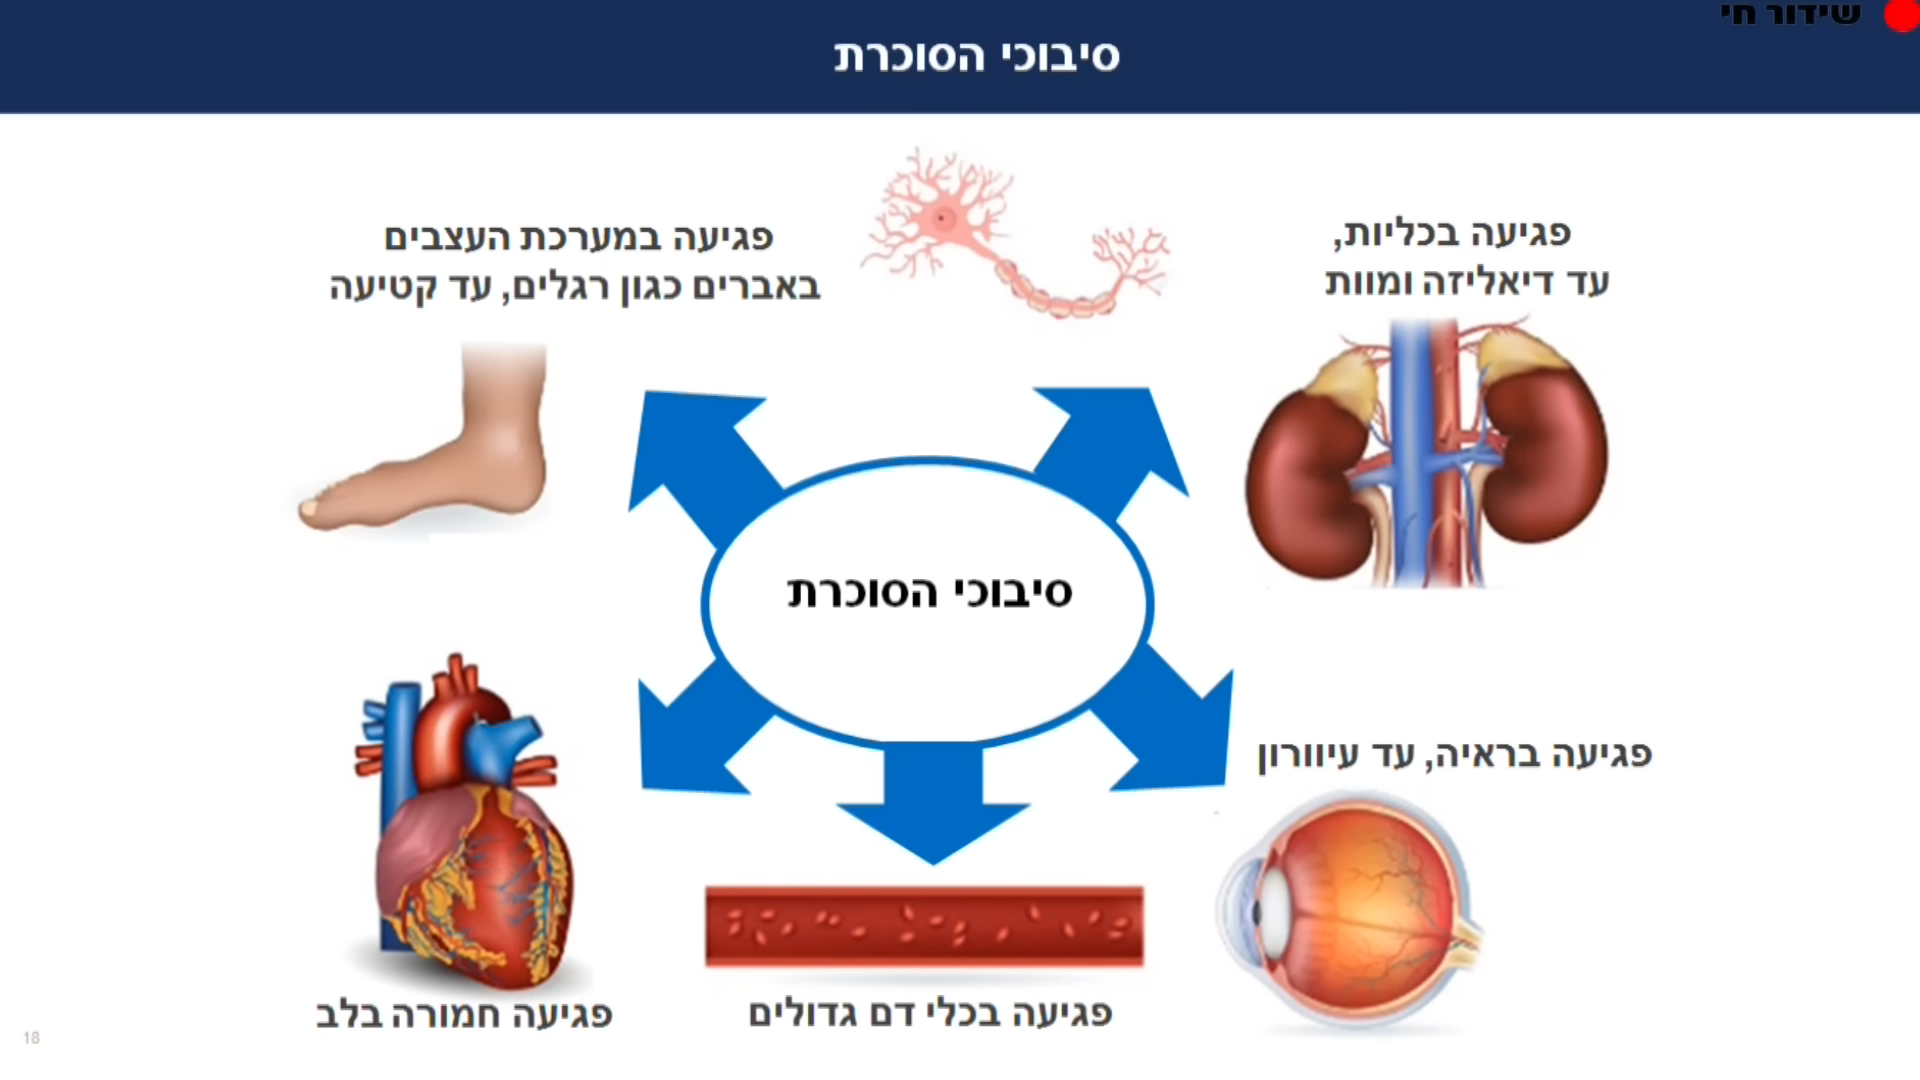 שידור חי
סיבוכי הסוכרת
פגיעה בכליות,
עד דיאליזה ומוות
פגיעה במערכת העצבים
באברים כגון רגלים, עד קטיעה
סיבוכי הסוכרת
פגיעה בראיה, עד עיוורון
פגיעה בכלי דם גדולים
פגיעה חמורה בלב
18